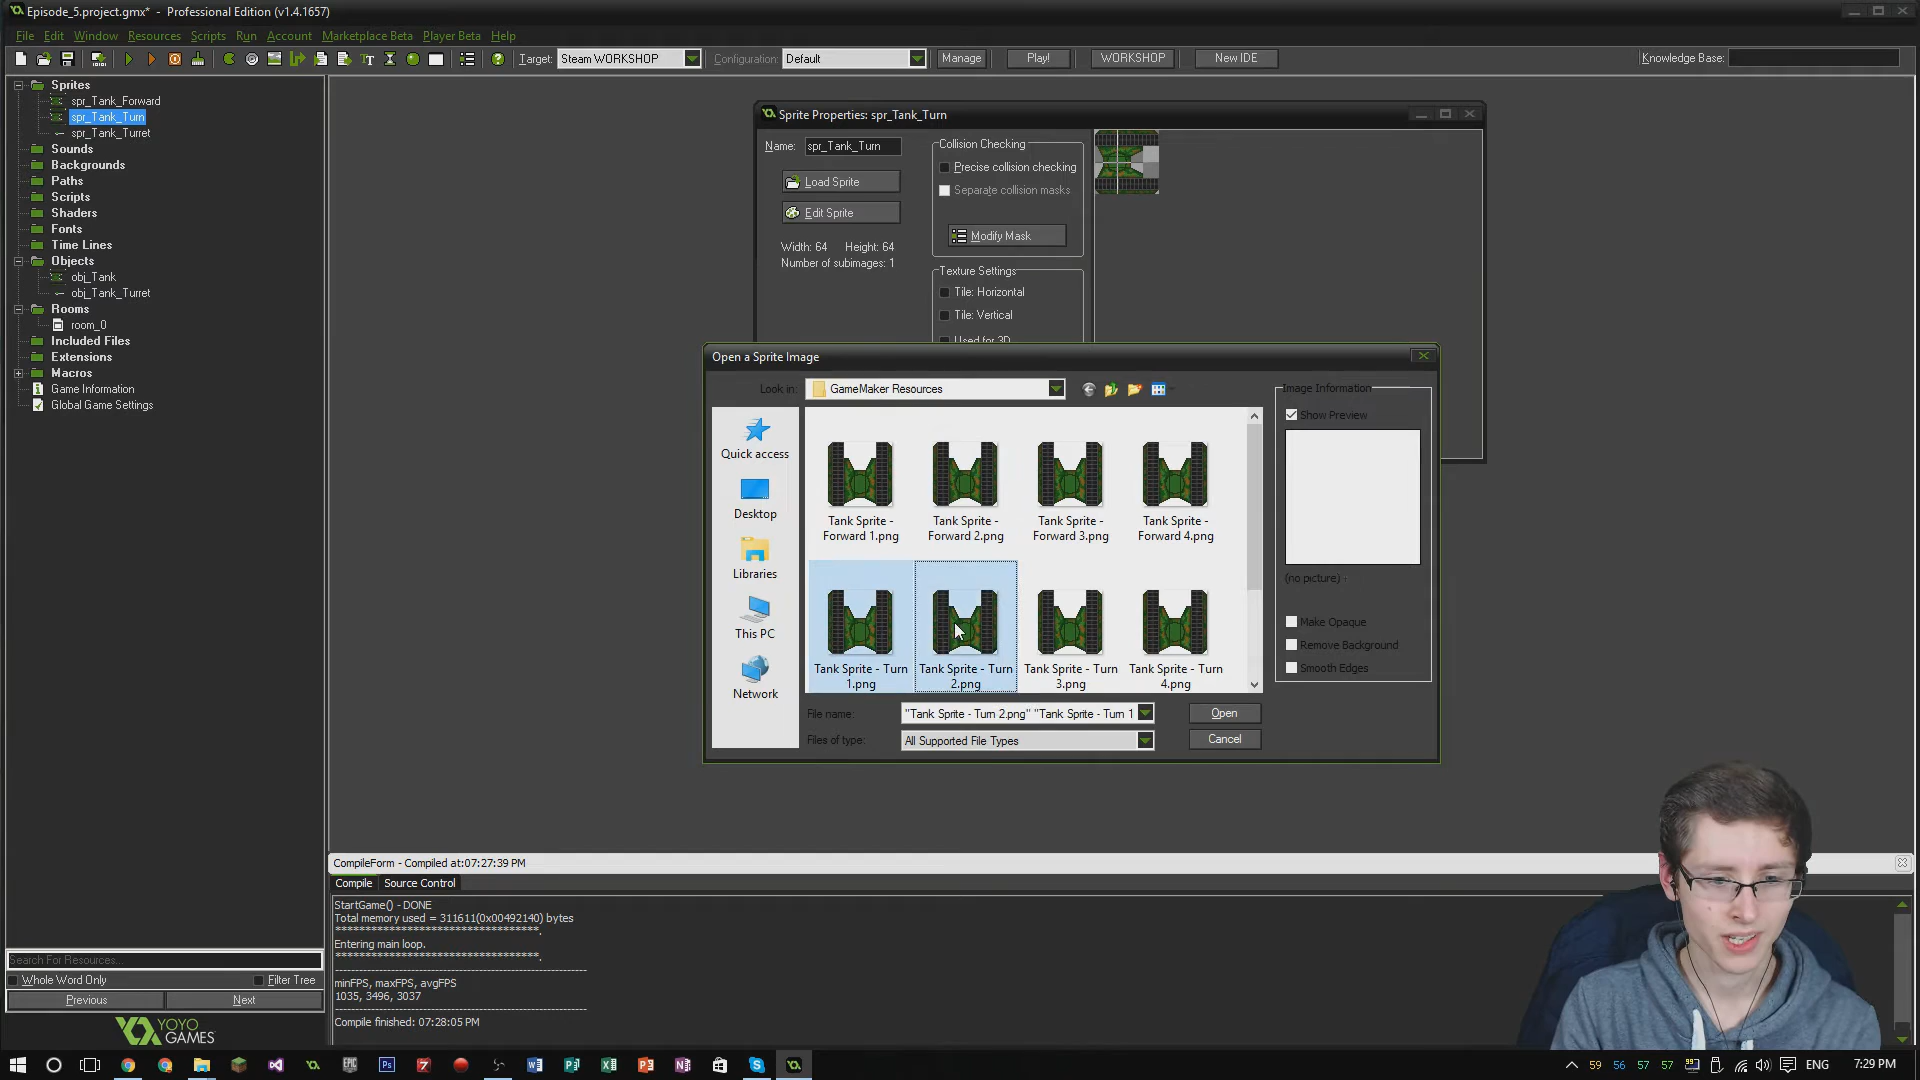 Episode_5.project.gmx* - Professional Edition (v1.4.1657)
File Edit Window Resources Scripts Run Account Marketplace Beta Player Beta Help
Target: Steam WORKSHOP Configuration: Default Manage Play! WORKSHOP New IDE Knowledge Base:
Sprites
spr_Tank_Forward
spr_Tank_Turn
spr_Tank_Turret
Sounds
Backgrounds
Paths
Scripts
Shaders
Fonts
Time Lines
Objects
obj_Tank
obj_Tank_Turret
Rooms
room_0
Included Files
Extensions
Macros
Game Information
Global Game Settings
Search For Resources...
Whole Word Only Filter Tree
Previous Next
YOYO
GAMES
Sprite Properties: spr_Tank_Turn
Name: spr_Tank_Turn
Load Sprite
Edit Sprite
Width: 64 Height: 64
Number of subimages: 1
Collision Checking
Precise collision checking
Separate collision masks
Modify Mask
Texture Settings
Tile: Horizontal
Tile: Vertical
Used for 3D
Open a Sprite Image
Look in: GameMaker Resources
Quick access
Desktop
Libraries
This PC
Network
Tank Sprite - Forward 1.png
Tank Sprite - Forward 2.png
Tank Sprite - Forward 3.png
Tank Sprite - Forward 4.png
Tank Sprite - Turn 1.png
Tank Sprite - Turn 2.png
Tank Sprite - Turn 3.png
Tank Sprite - Turn 4.png
File name: "Tank Sprite - Turn 2.png" "Tank Sprite - Turn 1
Files of type: All Supported File Types
Open
Cancel
Image Information
Show Preview
(no picture) -
Make Opaque
Remove Background
Smooth Edges
CompileForm - Compiled at:07:27:39 PM
Compile Source Control
StartGame() - DONE
Total memory used = 311611(0x00492140) bytes
***********************************.
Entering main loop.
***********************************.
minFPS, maxFPS, avgFPS
1035, 3496, 3037
Compile finished: 07:28:05 PM
59 56 57 57 ENG 7:29 PM